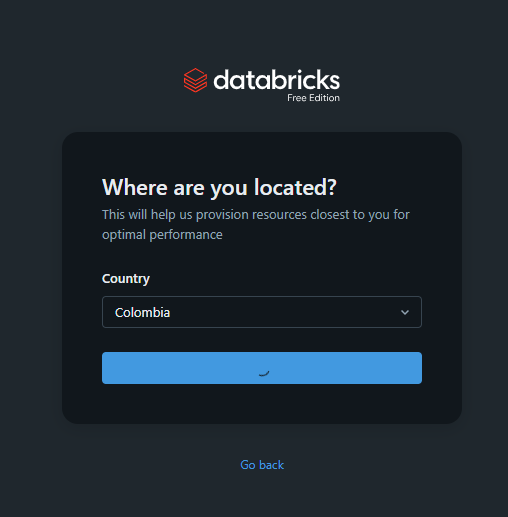 databricks
Free Edition
Where are you located?
This will help us provision resources closest to you for
optimal performance
Country
Colombia
Go back